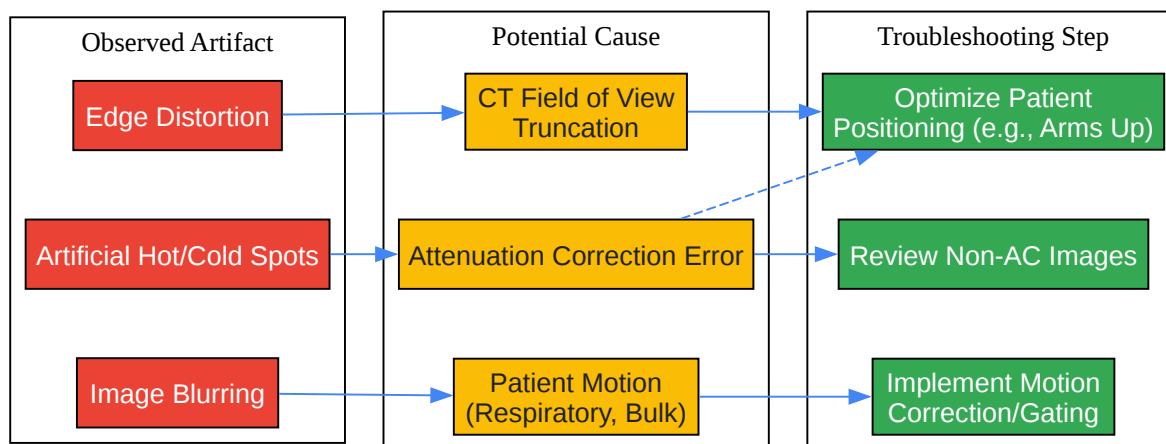 Observed Artifact
Potential Cause
Troubleshooting Step
Edge Distortion
CT Field of View
Truncation
Optimize Patient
Positioning (e.g., Arms Up)
Artificial Hot/Cold Spots
Attenuation Correction Error
Review Non-AC Images
Image Blurring
Patient Motion
(Respiratory, Bulk)
Implement Motion
Correction/Gating